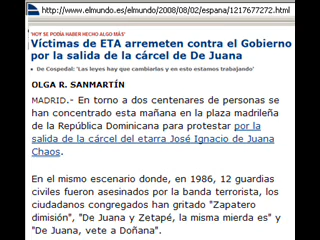 http://www.elmundo.es/elmundo/2008/08/02/espana/1217677272.html
'HOY SE PODÍA HABER HECHO ALGO MÁS'
Víctimas de ETA arremeten contra el Gobierno
por la salida de la cárcel de De Juana
De Cospedal: 'Las leyes hay que cambiarlas y en esto estamos trabajando'
OLGA R. SANMARTÍN
MADRID.- En torno a dos centenares de personas se
han concentrado esta mañana en la plaza madrileña
de la República Dominicana para protestar por la
salida de la cárcel del etarra José Ignacio de Juana
Chaos.
En el mismo escenario donde, en 1986, 12 guardias
civiles fueron asesinados por la banda terrorista, los
ciudadanos congregados han gritado "Zapatero
dimisión", "De Juana y Zetapé, la misma mierda es" y
"De Juana, vete a Doñana".